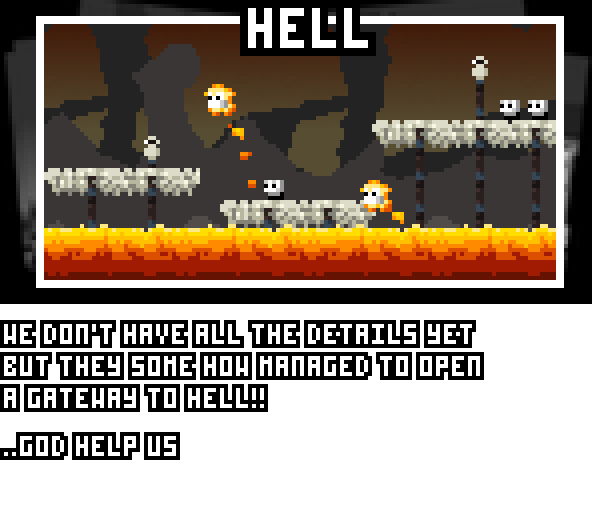 HELL
WE DON'T HAVE ALL THE DETAILS YET
BUT THEY SOME HOW MANAGED TO OPEN
A GATEWAY TO HELL!!
..GOD HELP US